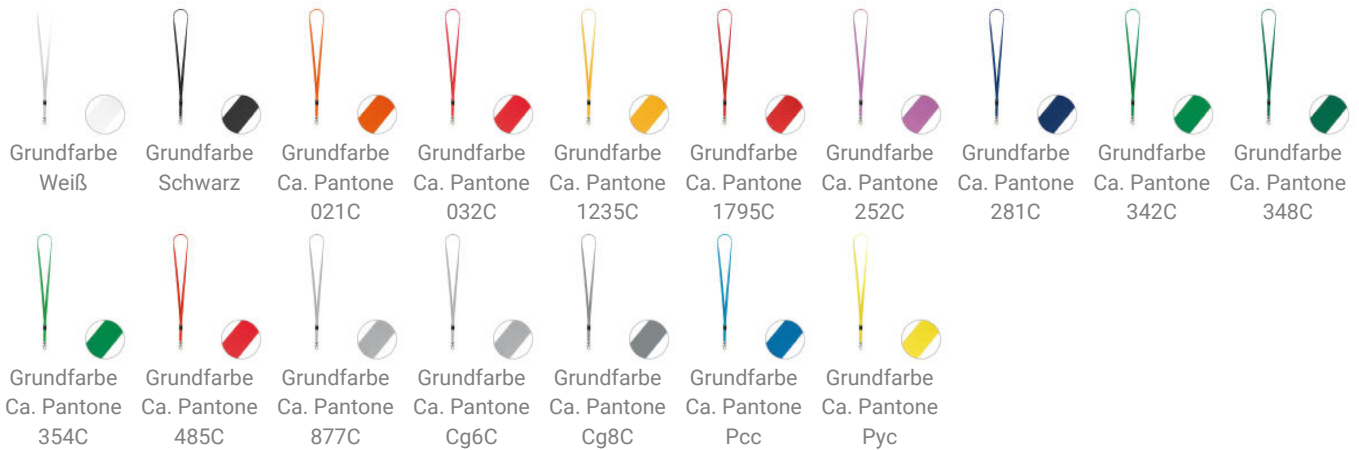 Grundfarbe Grundfarbe Grundfarbe Grundfarbe Grundfarbe Grundfarbe Grundfarbe Grundfarbe Grundfarbe Grundfarbe
Weiß Schwarz Ca. Pantone Ca. Pantone Ca. Pantone Ca. Pantone Ca. Pantone Ca. Pantone Ca. Pantone Ca. Pantone
021C 032C 1235C 1795C 252C 281C 342C 348C
Grundfarbe Grundfarbe Grundfarbe Grundfarbe Grundfarbe Grundfarbe Grundfarbe
Ca. Pantone Ca. Pantone Ca. Pantone Ca. Pantone Ca. Pantone Ca. Pantone Ca. Pantone
354C 485C 877C Cg6C Cg8C Pcc Pyc